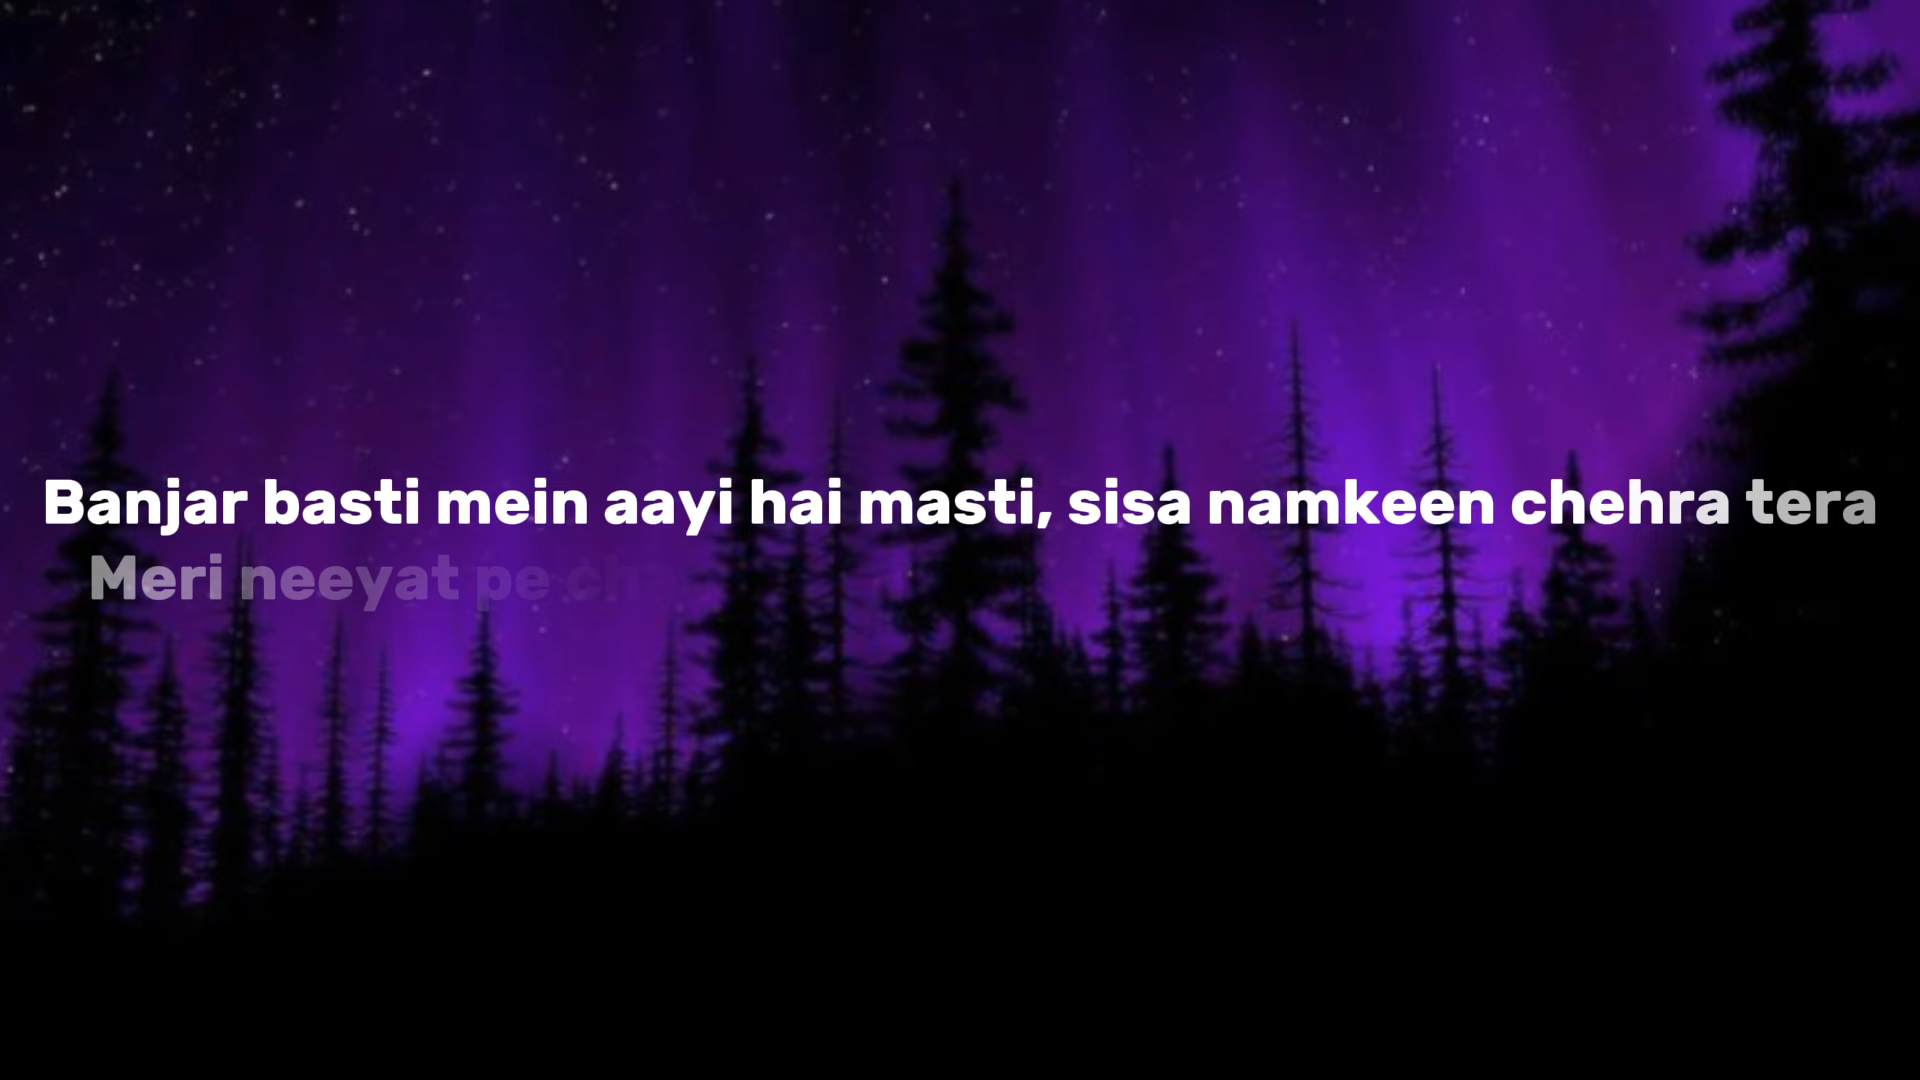 Banjar basti mein aayi hai masti, sisa namkeen chehra tera
Meri neeyat pe